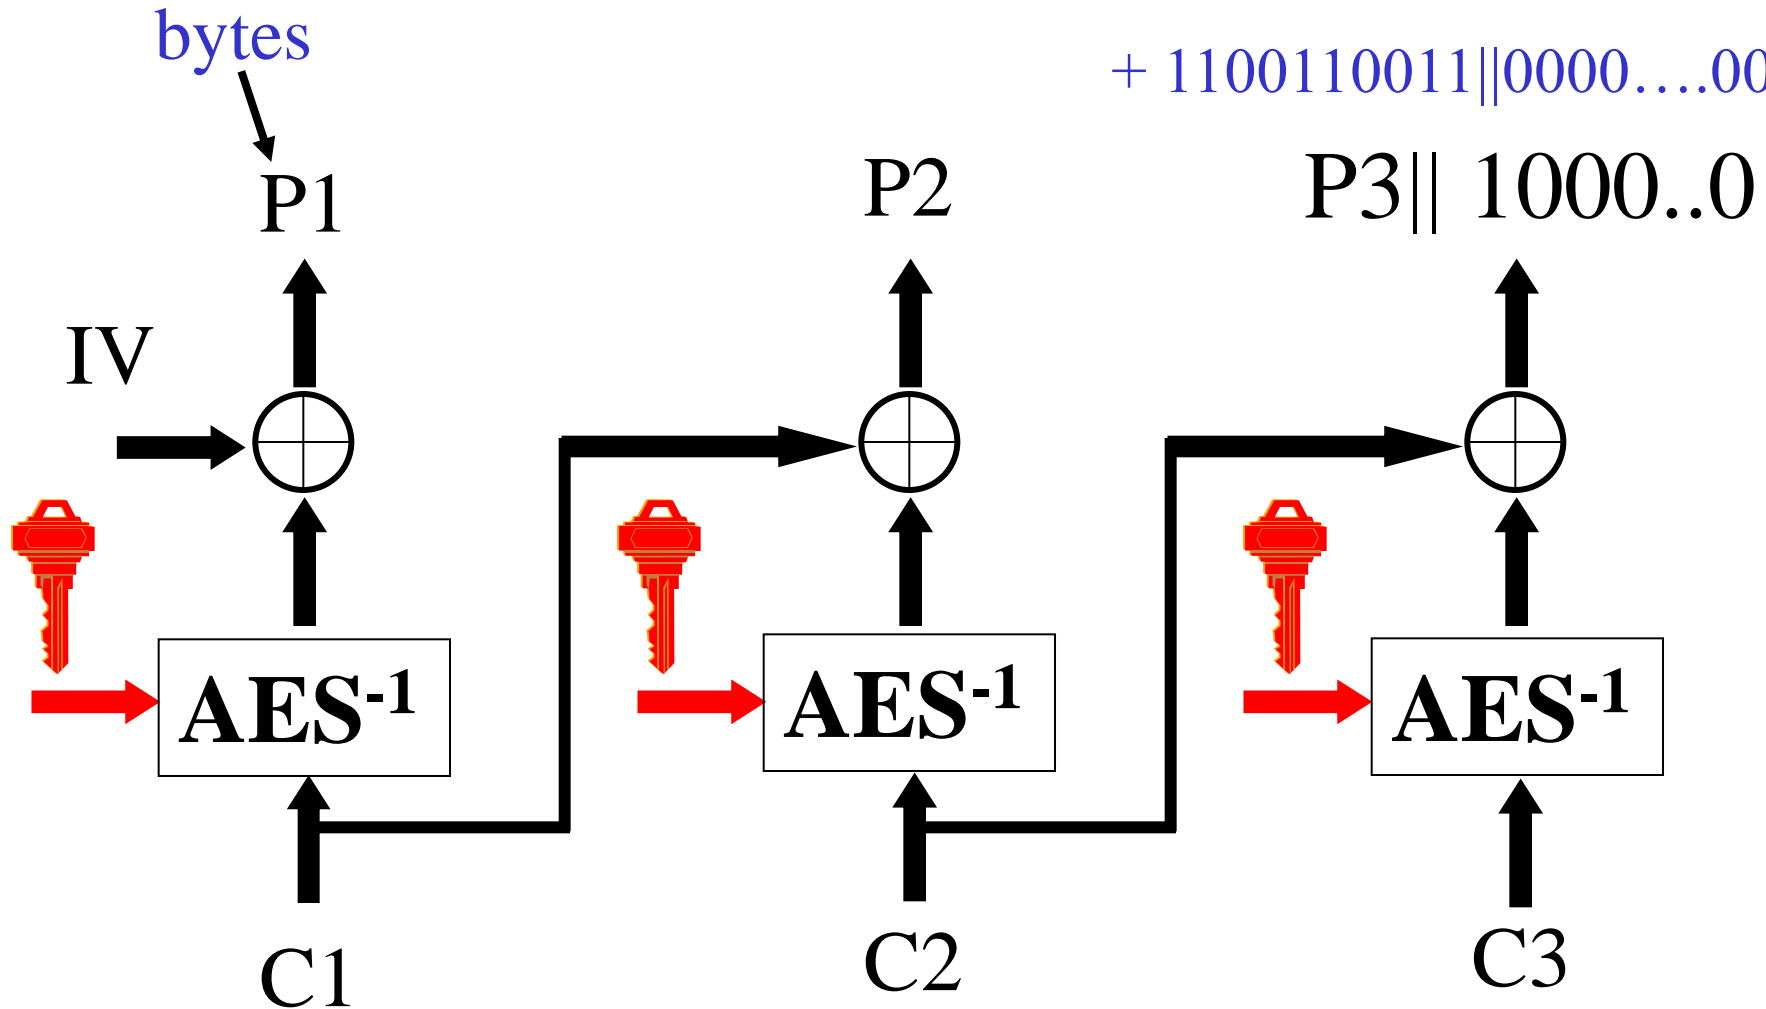 bytes
+ 1100110011||0000….00
P1
P2
P3|| 1000..0
IV
AES-1
AES-1
AES-1
C1
C2
C3